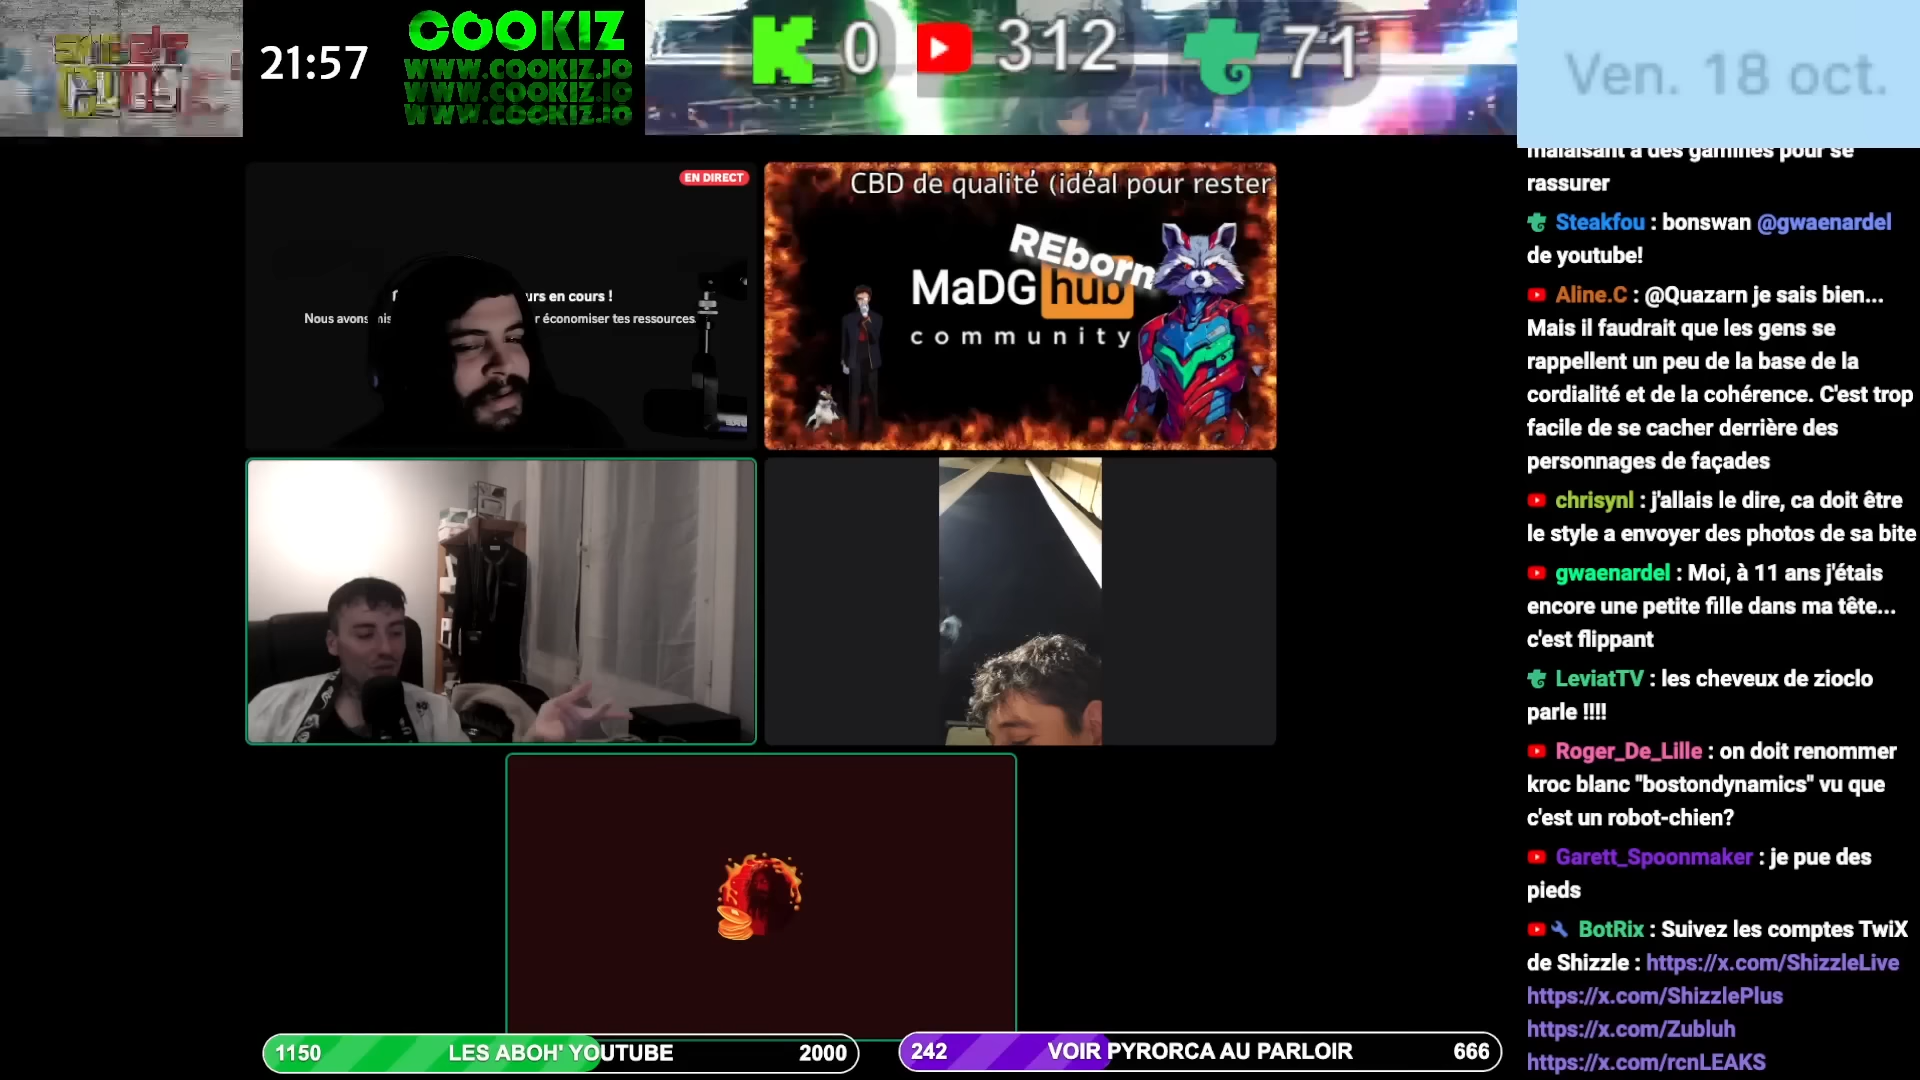 21:57
COOKIZ
WWW.COOKIZ.IO
WWW.COOKIZ.IO
WWW.COOKIZ.IO
0
312
71
Ven. 18 oct.
EN DIRECT
urs en cours !
Nous avons mis
r économiser tes ressources.
CBD de qualité (idéal pour rester
REborn
MaDG hub
community
malaisant à des gamines pour se
rassurer
Steakfou : bonswan @gwaenardel
de youtube!
Aline.C : @Quazarn je sais bien...
Mais il faudrait que les gens se
rappellent un peu de la base de la
cordialité et de la cohérence. C'est trop
facile de se cacher derrière des
personnages de façades
chrisynl : j'allais le dire, ca doit être
le style a envoyer des photos de sa bite
gwaenardel : Moi, à 11 ans j'étais
encore une petite fille dans ma tête...
c'est flippant
LeviatTV : les cheveux de zioclo
parle !!!!
Roger_De_Lille : on doit renommer
kroc blanc "bostondynamics" vu que
c'est un robot-chien?
Garett_Spoonmaker : je pue des
pieds
BotRix : Suivez les comptes TwiX
de Shizzle : https://x.com/ShizzleLive
https://x.com/ShizzlePlus
https://x.com/Zubluh
https://x.com/rcnLEAKS
1150 LES ABOH' YOUTUBE 2000
242 VOIR PYRORCA AU PARLOIR 666